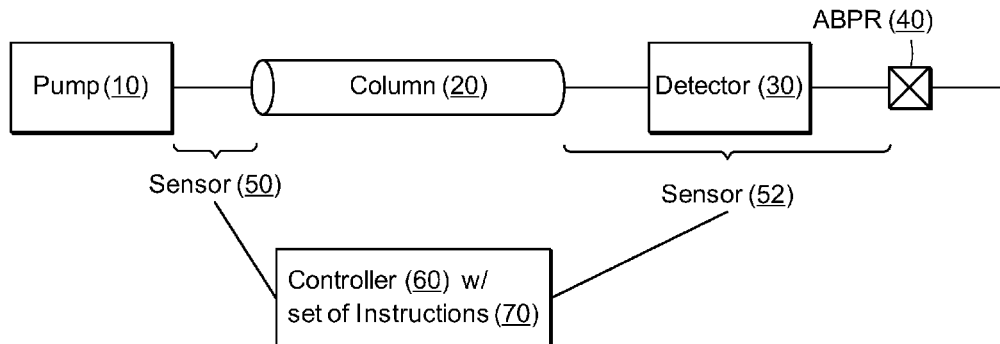 ABPR (40)
Pump (10)
Column (20)
Detector (30)
Sensor (50)
Sensor (52)
Controller (60) w/
set of Instructions (70)